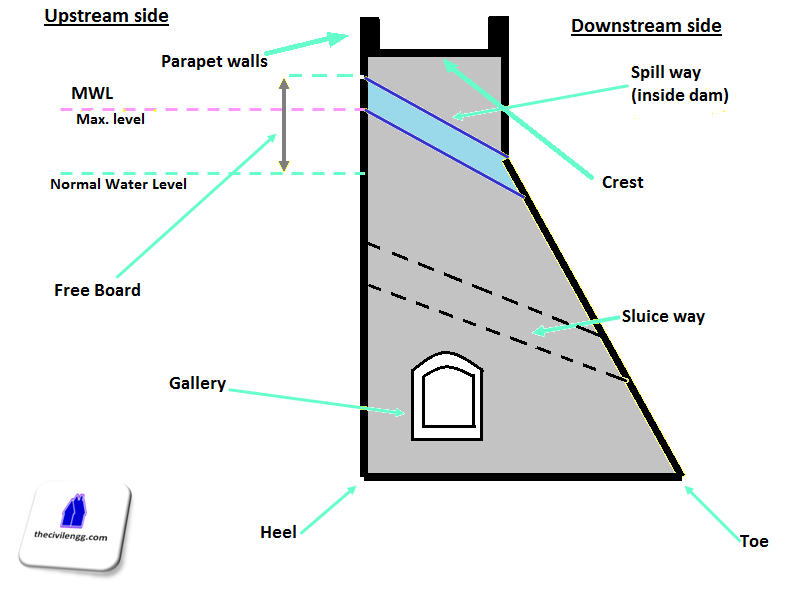 Upstream side
Downstream side
Parapet walls
Spill way
(inside dam)
MWL
Max. level
Crest
Normal Water Level
Free Board
Sluice way
Gallery
thecivilengg.com
Heel
Toe